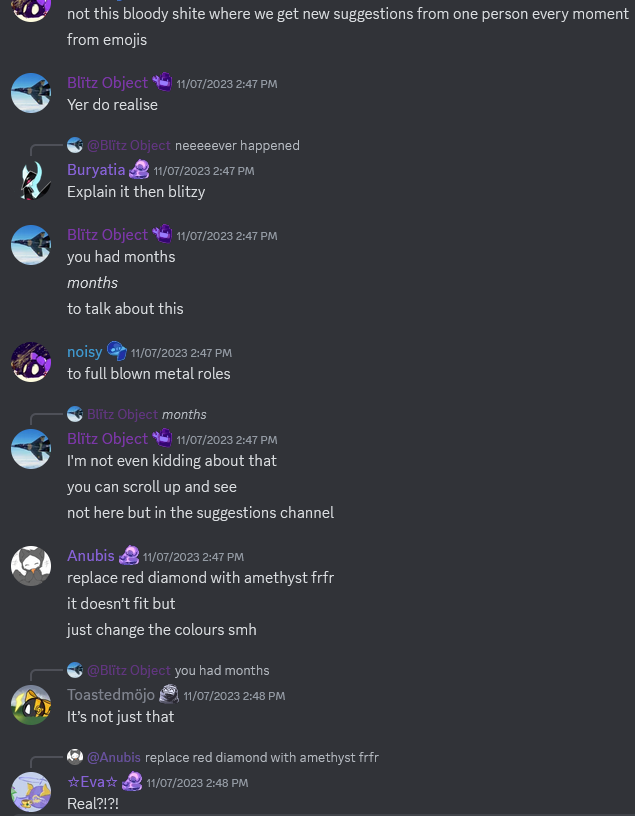 not this bloody shite where we get new suggestions from one person every moment
from emojis
Blītz Object 11/07/2023 2:47 PM
Yer do realise
@Blītz Object neeeeever happened
Buryatia 11/07/2023 2:47 PM
Explain it then blitzy
Blītz Object 11/07/2023 2:47 PM
you had months
months
to talk about this
noisy 11/07/2023 2:47 PM
to full blown metal roles
Blītz Object months
Blītz Object 11/07/2023 2:47 PM
I'm not even kidding about that
you can scroll up and see
not here but in the suggestions channel
Anubis 11/07/2023 2:47 PM
replace red diamond with amethyst frfr
it doesn't fit but
just change the colours smh
@Blītz Object you had months
Toastedmöjo 11/07/2023 2:48 PM
It's not just that
@Anubis replace red diamond with amethyst frfr
☆Eva☆ 11/07/2023 2:48 PM
Real?!?!